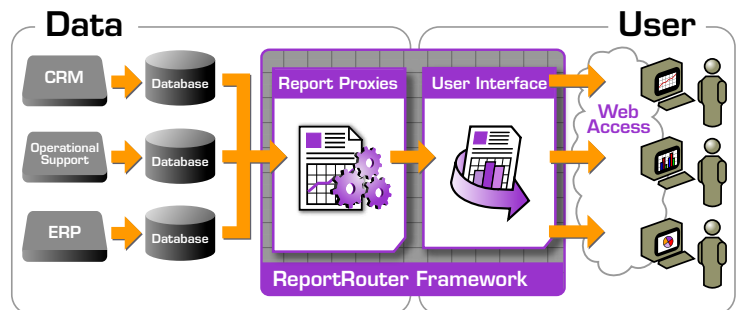 Data
User
CRM
Database
Operational
Support
Database
ERP
Database
Report Proxies
User Interface
Web
Access
ReportRouter Framework